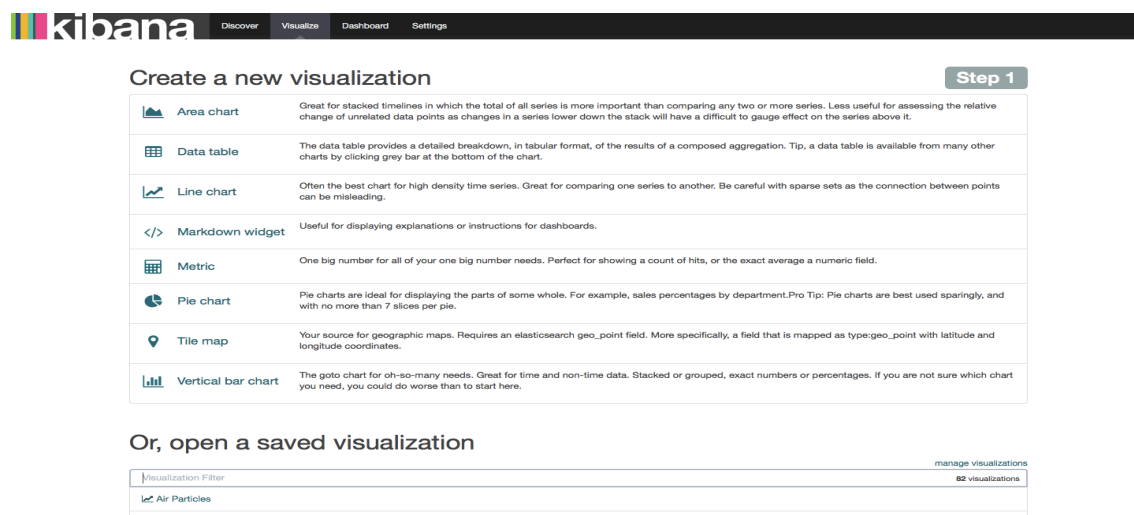 kibana
Discover
Visualize
Dashboard
Settings
Create a new visualization
Step 1
Area chart
Great for stacked timelines in which the total of all series is more important than comparing any two or more series. Less useful for assessing the relative
change of unrelated data points as changes in a series lower down the stack will have a difficult to gauge effect on the series above it.
Data table
The data table provides a detailed breakdown, in tabular format, of the results of a composed aggregation. Tip, a data table is available from many other
charts by clicking grey bar at the bottom of the chart.
Line chart
Often the best chart for high density time series. Great for comparing one series to another. Be careful with sparse sets as the connection between points
can be misleading.
Markdown widget
Useful for displaying explanations or instructions for dashboards.
Metric
One big number for all of your one big number needs. Perfect for showing a count of hits, or the exact average a numeric field.
Pie chart
Pie charts are ideal for displaying the parts of some whole. For example, sales percentages by department.Pro Tip: Pie charts are best used sparingly, and
with no more than 7 slices per pie.
Tile map
Your source for geographic maps. Requires an elasticsearch geo_point field. More specifically, a field that is mapped as type:geo_point with latitude and
longitude coordinates.
Vertical bar chart
The goto chart for oh-so-many needs. Great for time and non-time data. Stacked or grouped, exact numbers or percentages. If you are not sure which chart
you need, you could do worse than to start here.
Or, open a saved visualization
manage visualizations
Visualization Filter
82 visualizations
Air Particles